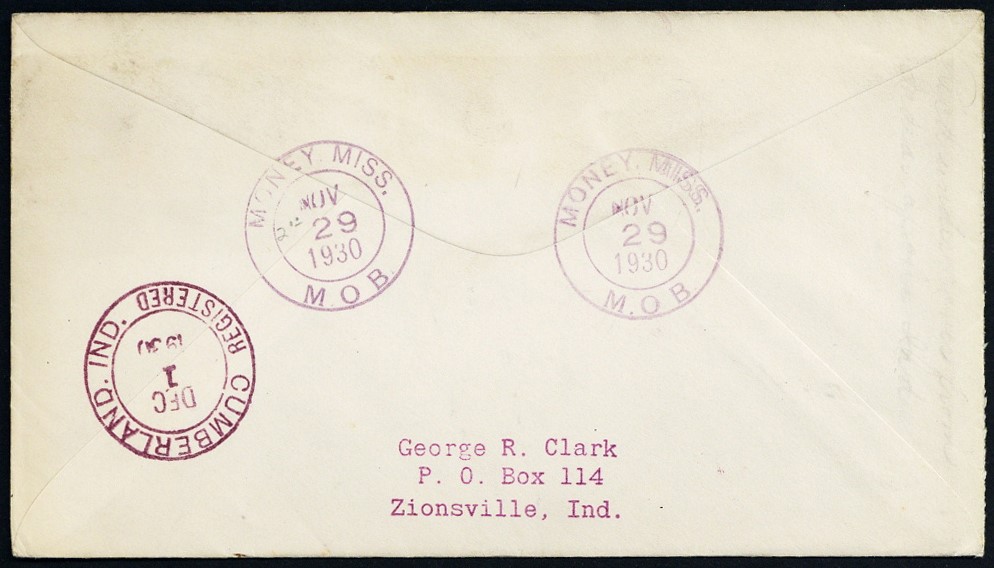 MONEY. MISS.
NOV
29
1930
M.O.B.
MONEY. MISS.
NOV
29
1930
M.O.B
CUMBERLAND. IND.
REGISTERED
DEC
1
1930
George R. Clark
P. O. Box 114
Zionsville, Ind.